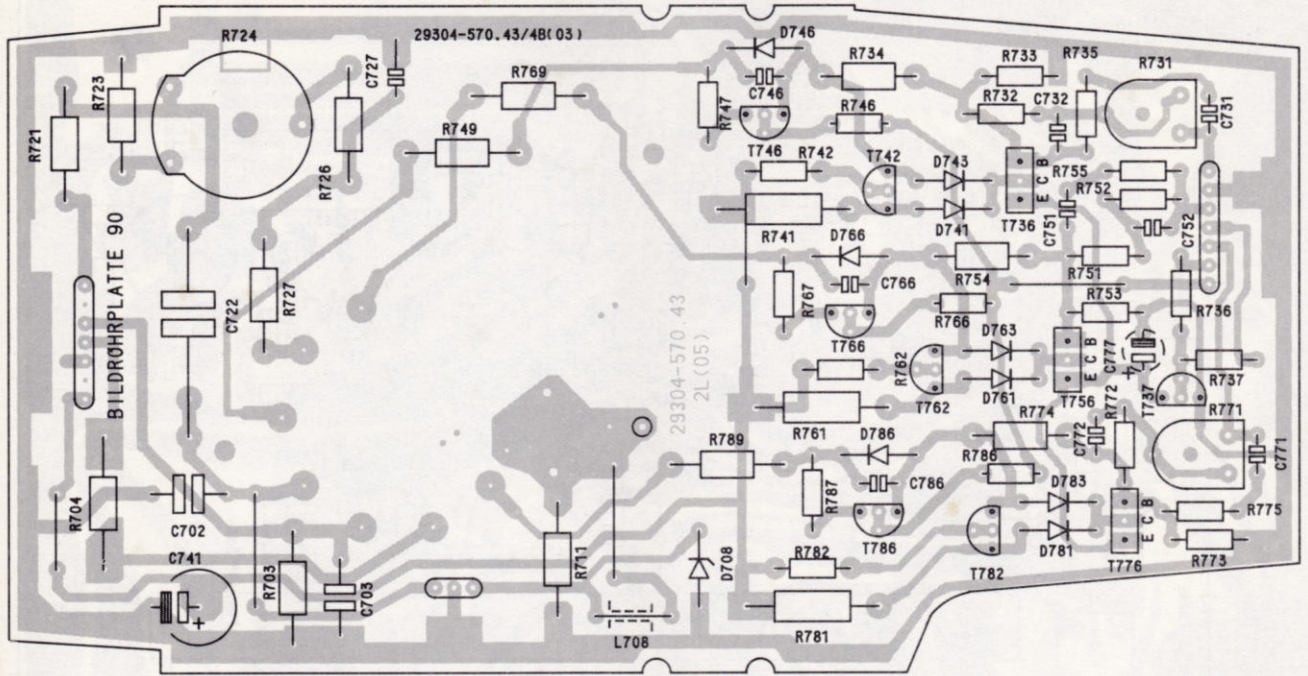 29304-570.43/4B(03)
R724
C727
R723
R721
R726
R769
R749
D746
C746
R747
T746
R734
R746
R733
R732
C732
R735
R731
C731
R742
T742
D743
D741
R741
E C B
T736
C751
R755
R752
C752
D766
C766
R767
T766
R754
R766
R751
R753
R736
BILDRÖHRPLATTE 90
C722
R727
29304-570.43
2L(05)
R762
T762
D763
D761
E C B
T756
C777
+
T737
R737
R761
R774
C772
R772
R771
C771
R789
D786
C786
R787
T786
R786
D783
D781
T782
E C B
T776
R775
R773
R704
C702
C741
+
R703
C703
R711
L708
D708
R782
R781